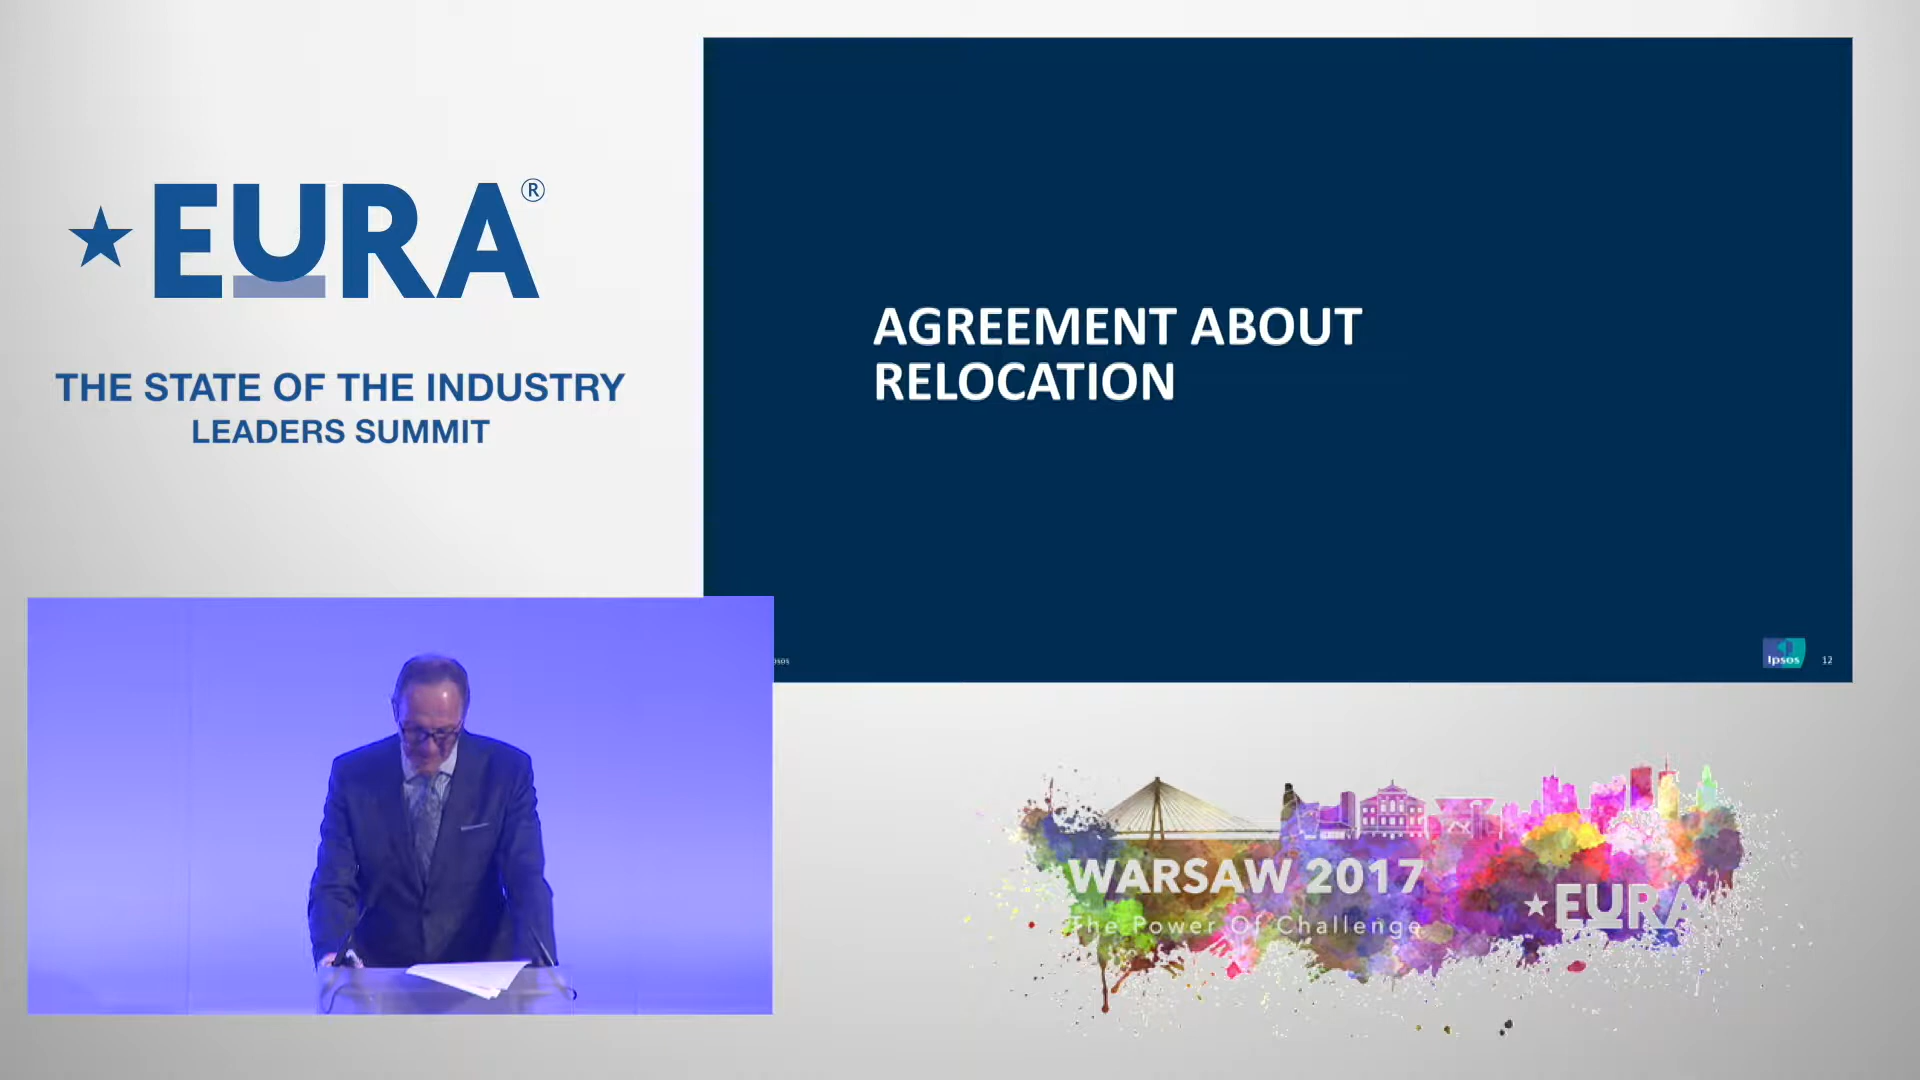 EURA®
THE STATE OF THE INDUSTRY
LEADERS SUMMIT
AGREEMENT ABOUT
RELOCATION
Ipsos
12
WARSAW 2017
The Power Of Challenge
EURA